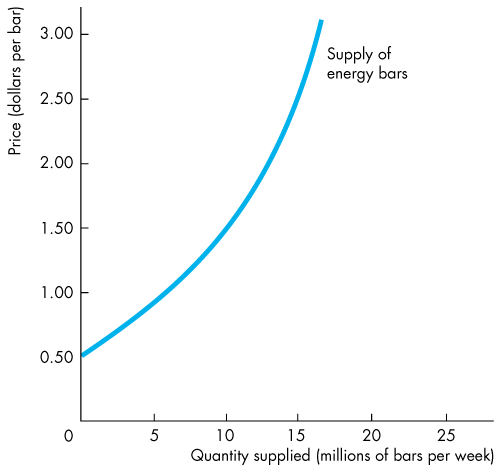 Price (dollars per bar)
3.00
2.50
2.00
1.50
1.00
0.50
Supply of
energy bars
0 5 10 15 20 25
Quantity supplied (millions of bars per week)